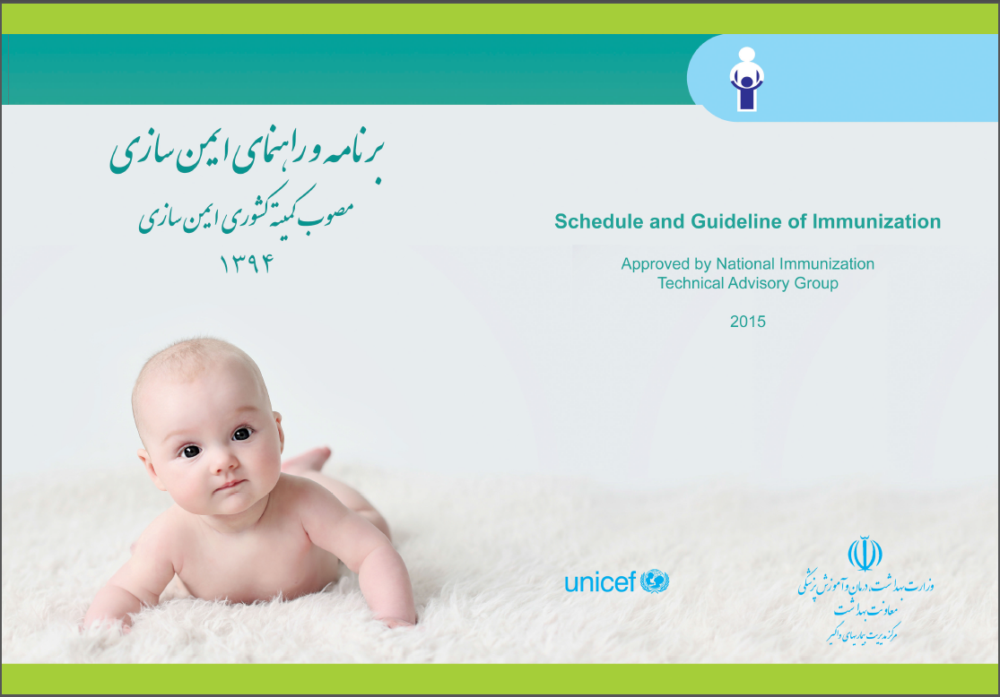 برنامه و راهنمای ایمن سازی
مصوب کمیته کشوری ایمن سازی
۱۳۹۴
Schedule and Guideline of Immunization
Approved by National Immunization
Technical Advisory Group
2015
unicef
وزارت بهداشت، درمان و آموزش پزشکی
معاونت بهداشت
مرکز مدیریت بیماریهای واگیر